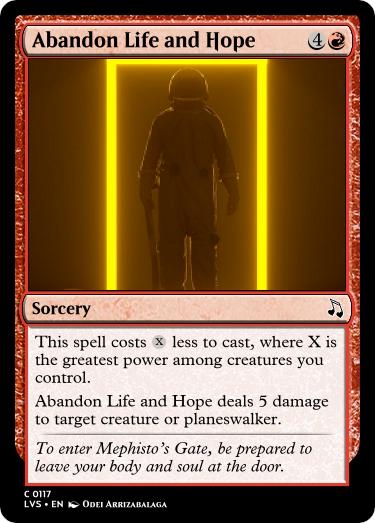 Abandon Life and Hope 4
Sorcery
This spell costs X less to cast, where X is
the greatest power among creatures you
control.
Abandon Life and Hope deals 5 damage
to target creature or planeswalker.
To enter Mephisto's Gate, be prepared to
leave your body and soul at the door.
C 0117
LVS • EN Odei Arrizabalaga